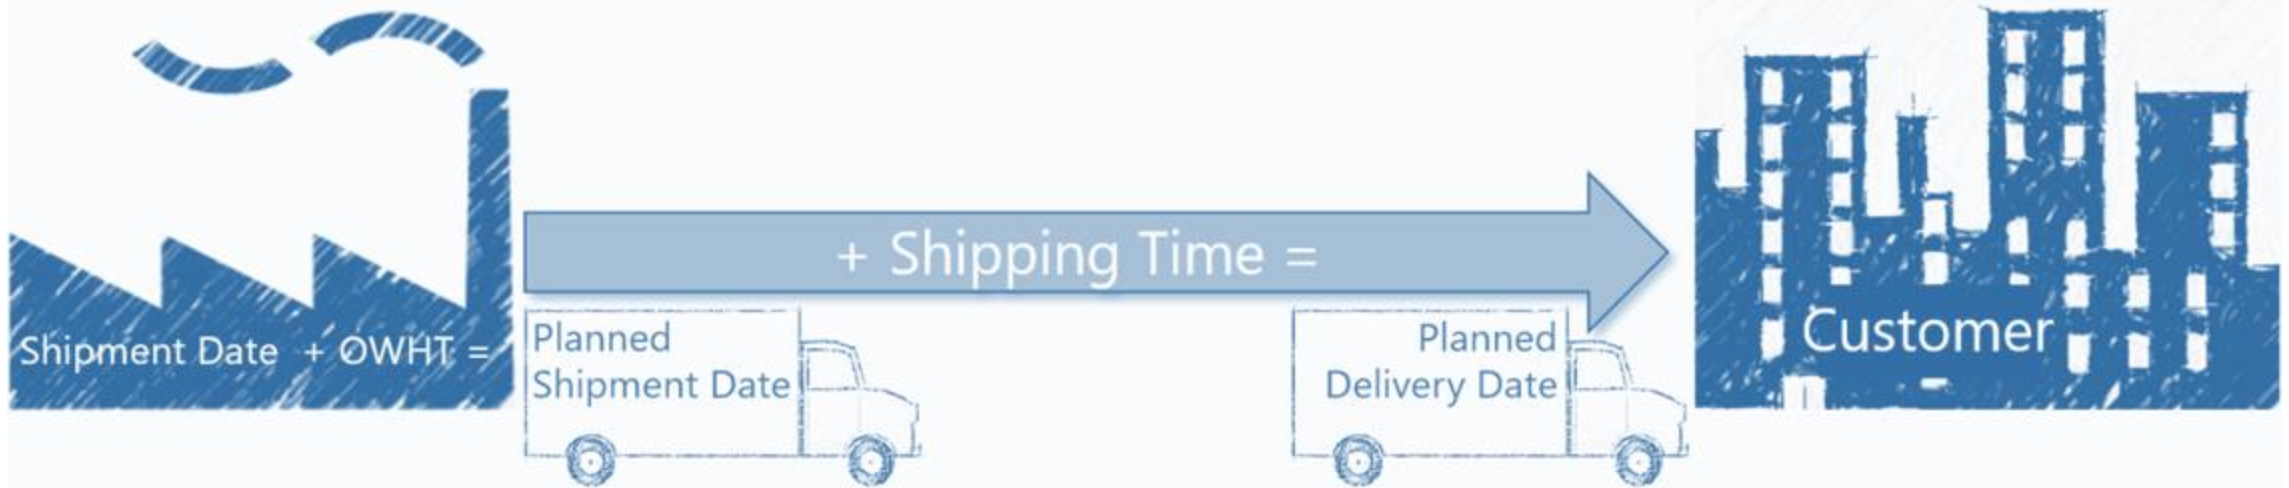 + Shipping Time =
Shipment Date + OWHT =
Planned
Shipment Date
Planned
Delivery Date
Customer